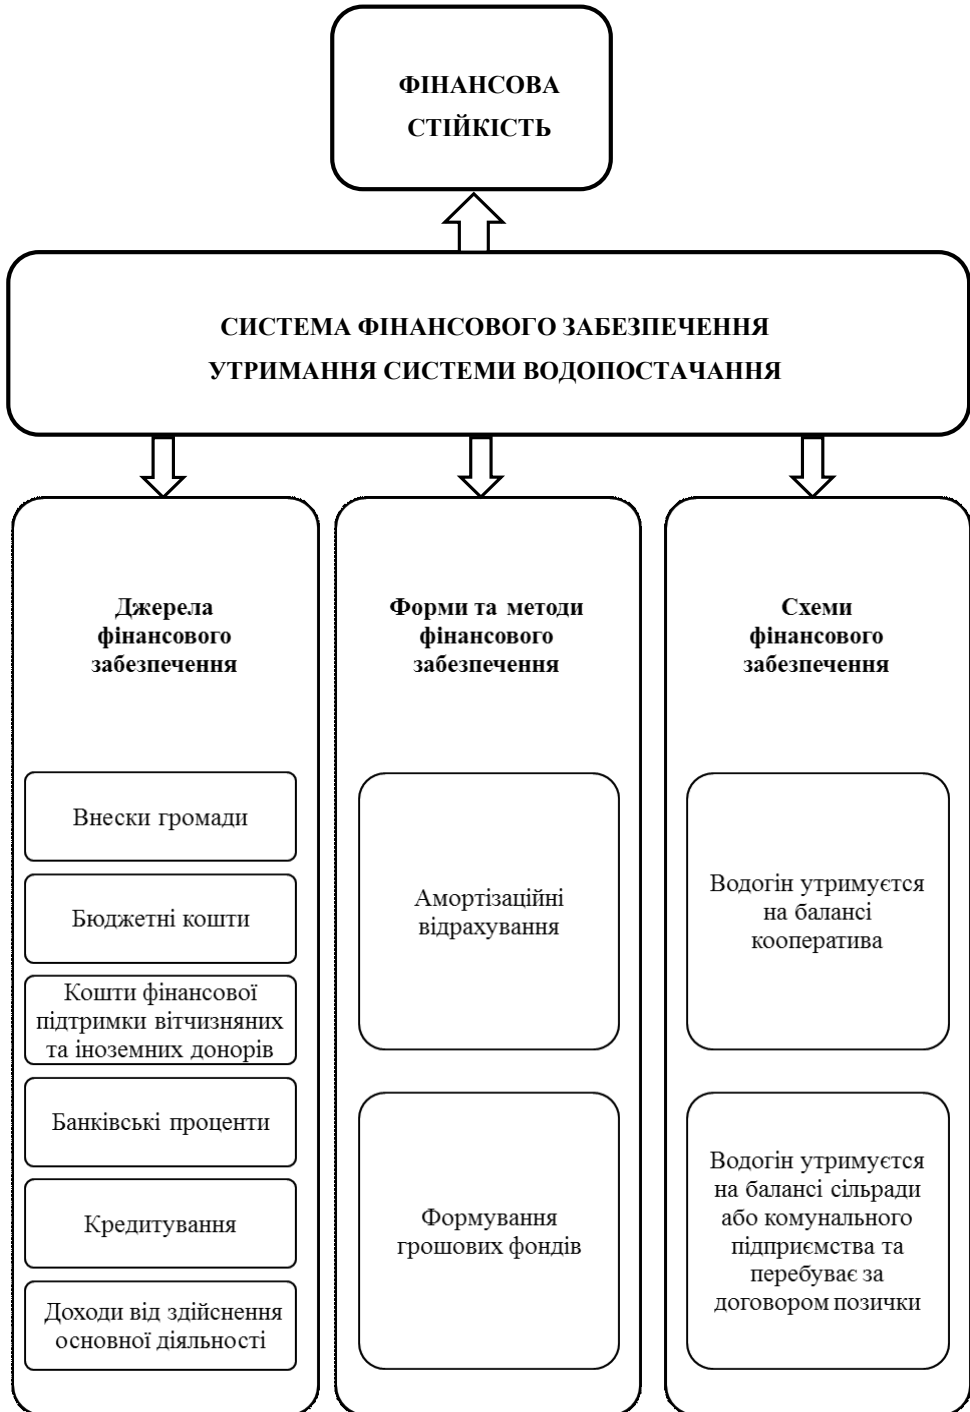 ФІНАНСОВА
СТІЙКІСТЬ
СИСТЕМА ФІНАНСОВОГО ЗАБЕЗПЕЧЕННЯ
УТРИМАННЯ СИСТЕМИ ВОДОПОСТАЧАННЯ
Джерела
фінансового
забезпечення
Внески громади
Бюджетні кошти
Кошти фінансової
підтримки вітчизняних
та іноземних донорів
Банківські проценти
Кредитування
Доходи від здійснення
основної діяльності
Форми та методи
фінансового
забезпечення
Амортізаційні
відрахування
Формування
грошових фондів
Схеми
фінансового
забезпечення
Водогін утримуєтся
на балансі
кооператива
Водогін утримуєтся
на балансі сільради
або комунального
підприємства та
перебуває за
договором позички